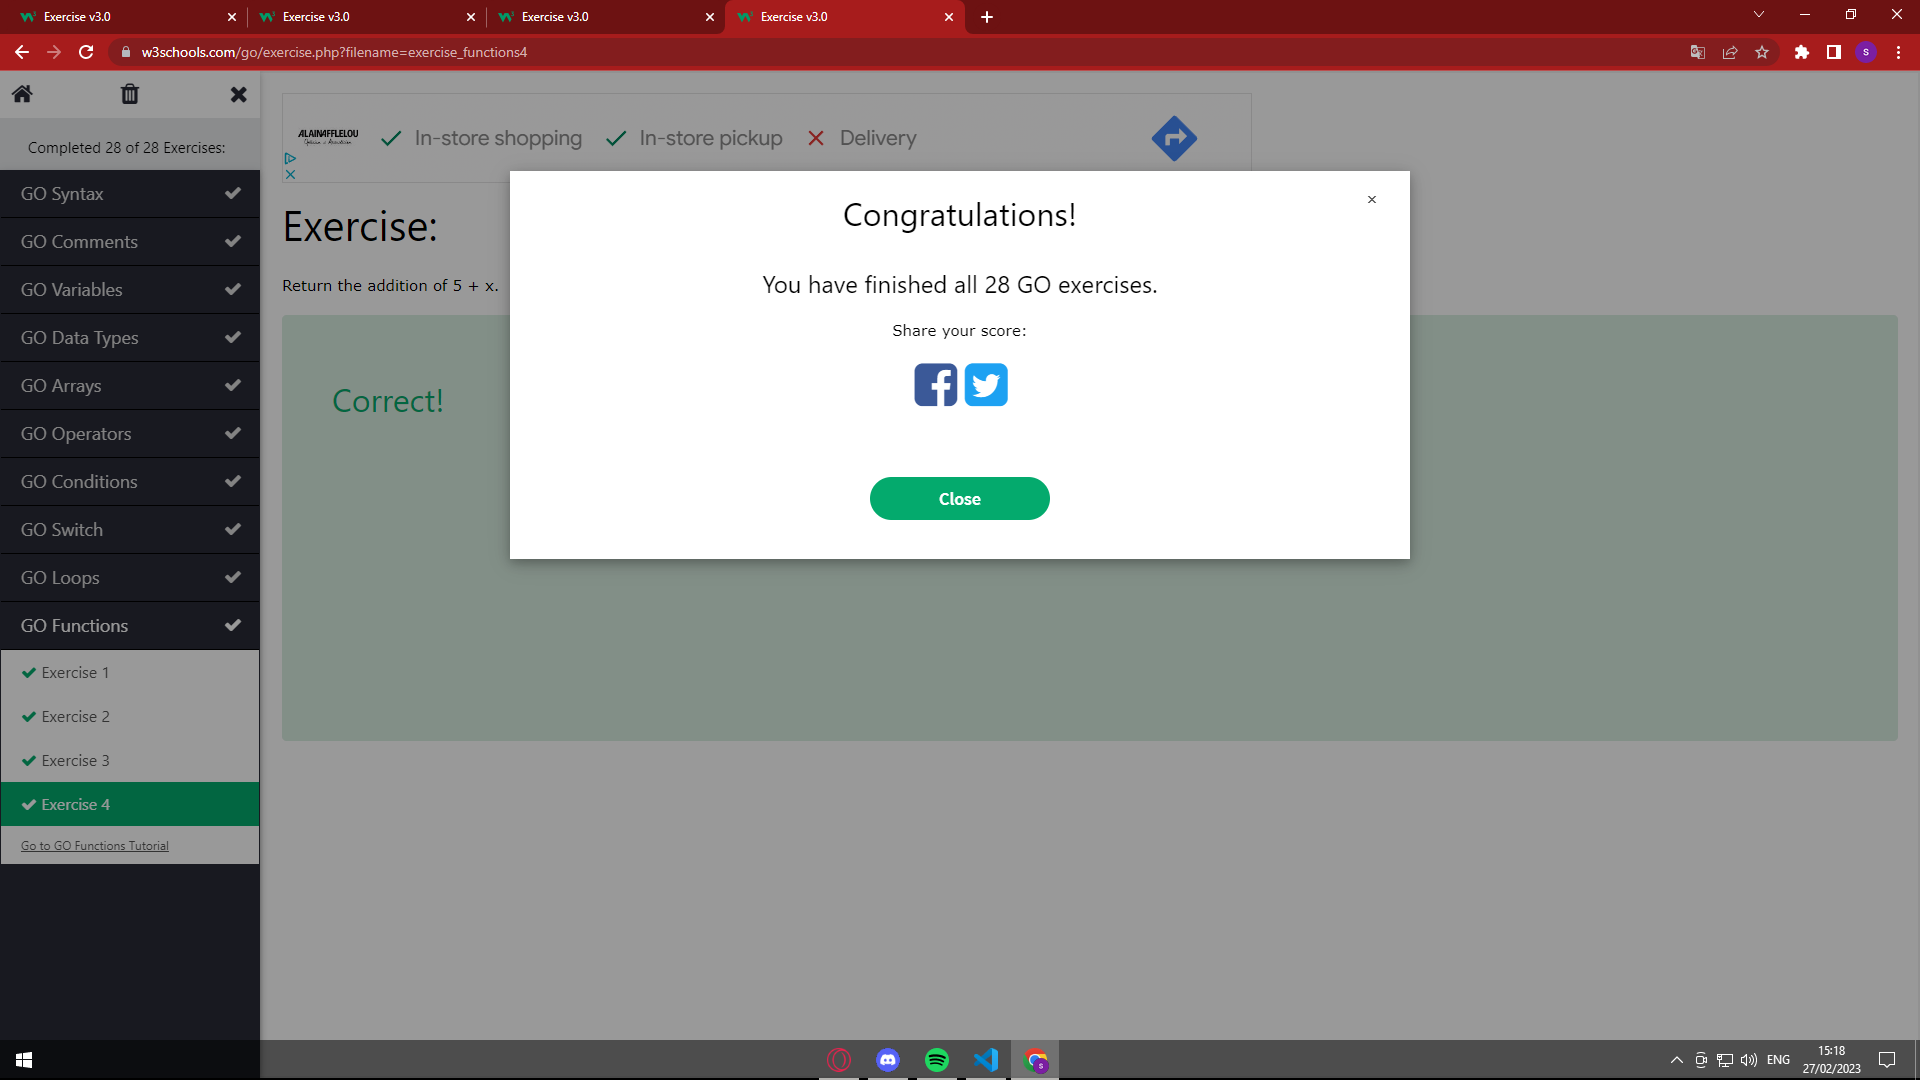 Exercise v3.0
Exercise v3.0
Exercise v3.0
Exercise v3.0
w3schools.com/go/exercise.php?filename=exercise_functions4
S
Completed 28 of 28 Exercises:
GO Syntax
GO Comments
GO Variables
GO Data Types
GO Arrays
GO Operators
GO Conditions
GO Switch
GO Loops
GO Functions
Exercise 1
Exercise 2
Exercise 3
Exercise 4
Go to GO Functions Tutorial
ALAIN AFFLELOU
In-store shopping
In-store pickup
Delivery
Exercise:
Return the addition of 5 + x.
Correct!
Congratulations!
×
You have finished all 28 GO exercises.
Share your score:
Close
ENG
15:18
27/02/2023